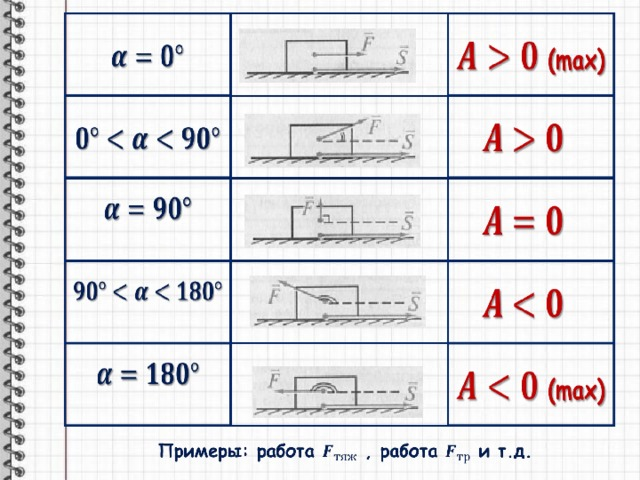 α = 0° F̅ S̅ A > 0 (max)
0° < α < 90° F̅ S̅ A > 0
α = 90° F̅ S̅ A = 0
90° < α < 180° F̅ S̅ A < 0
α = 180° F̅ S̅ A < 0 (max)
Примеры: работа Fтяж , работа Fтр и т.д.